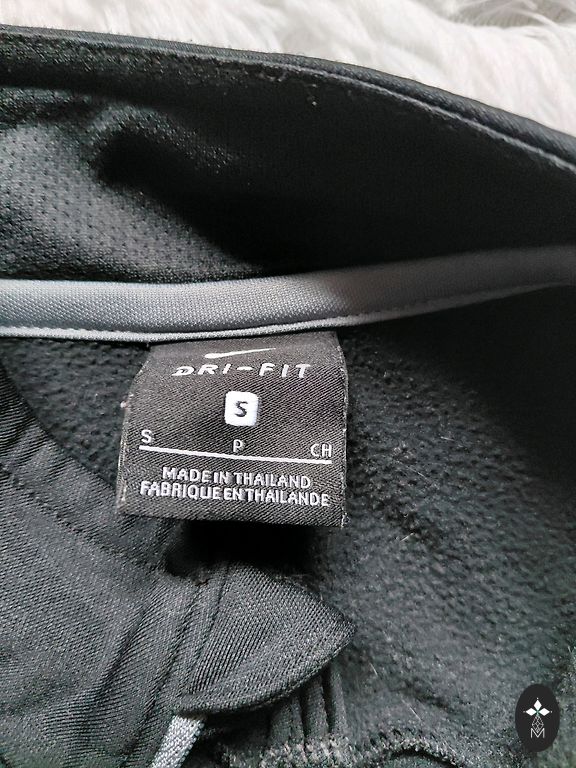 DRI-FIT
S
S P CH
MADE IN THAILAND
FABRIQUE EN THAILANDE
M